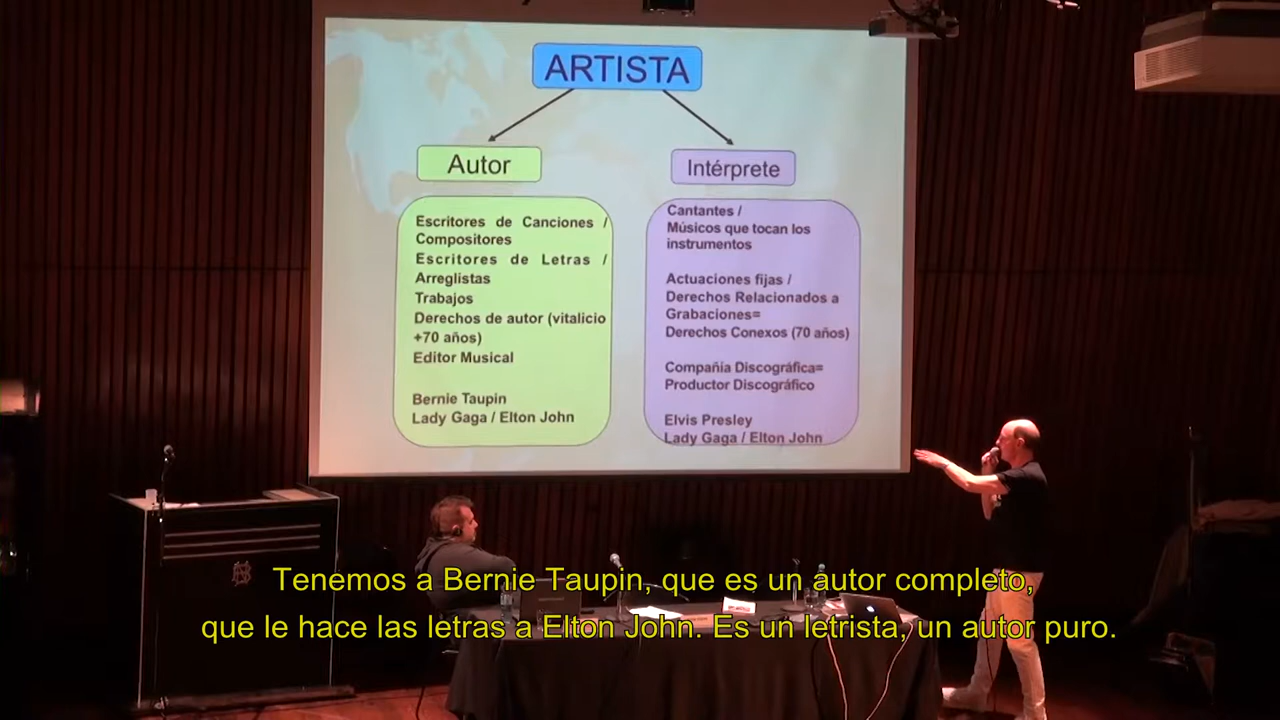 ARTISTA
Autor
Escritores de Canciones /
Compositores
Escritores de Letras /
Arreglistas
Trabajos
Derechos de autor (vitalicio
+70 años)
Editor Musical
Bernie Taupin
Lady Gaga / Elton John
Intérprete
Cantantes /
Músicos que tocan los
instrumentos
Actuaciones fijas /
Derechos Relacionados a
Grabaciones=
Derechos Conexos (70 años)
Compañia Discográfica=
Productor Discográfico
Elvis Presley
Lady Gaga / Elton John
Tenemos a Bernie Taupin, que es un autor completo,
que le hace las letras a Elton John. Es un letrista, un autor puro.